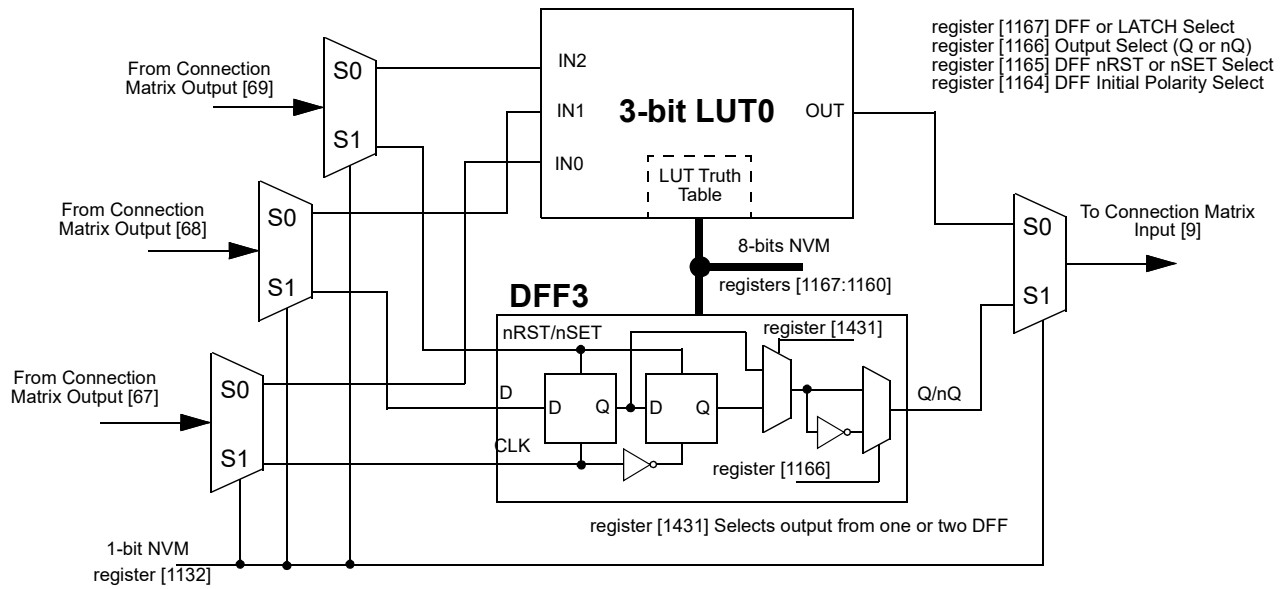 register [1167] DFF or LATCH Select
register [1166] Output Select (Q or nQ)
register [1165] DFF nRST or nSET Select
register [1164] DFF Initial Polarity Select
From Connection
Matrix Output [69]
S0
S1
IN2
IN1
IN0
3-bit LUT0
OUT
LUT Truth
Table
From Connection
Matrix Output [68]
S0
S1
S0
S1
To Connection Matrix
Input [9]
8-bits NVM
registers [1167:1160]
DFF3
nRST/nSET
register [1431]
From Connection
Matrix Output [67]
S0
S1
D
D
Q
D
Q
Q/nQ
CLK
register [1166]
register [1431] Selects output from one or two DFF
1-bit NVM
register [1132]